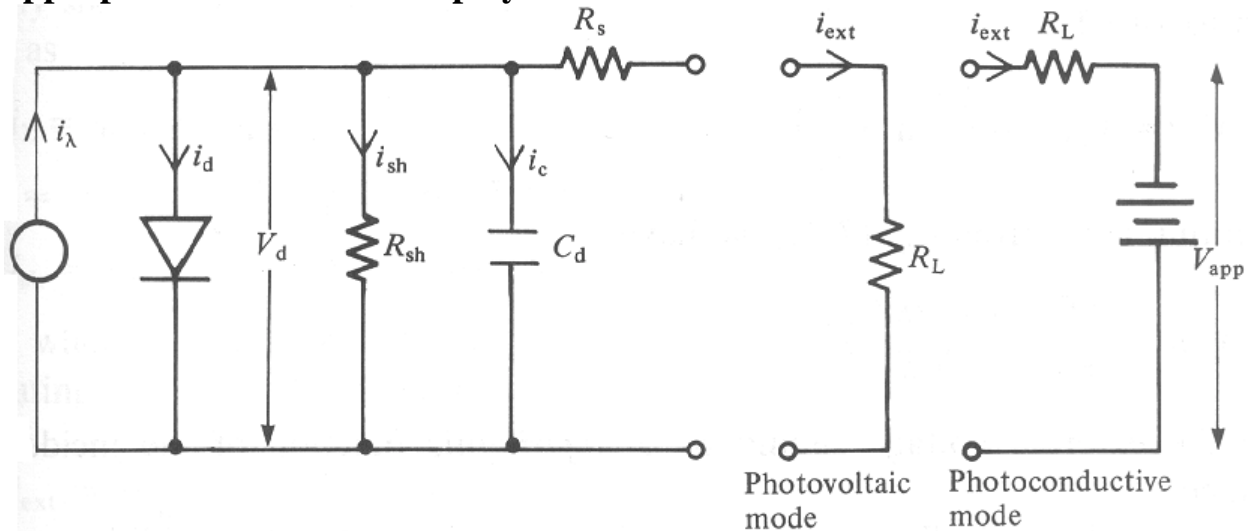 R_s
i_ext R_L
i_ext
i_λ
i_d
V_d
i_sh
R_sh
i_c
C_d
R_L
V_app
Photovoltaic
mode
Photoconductive
mode